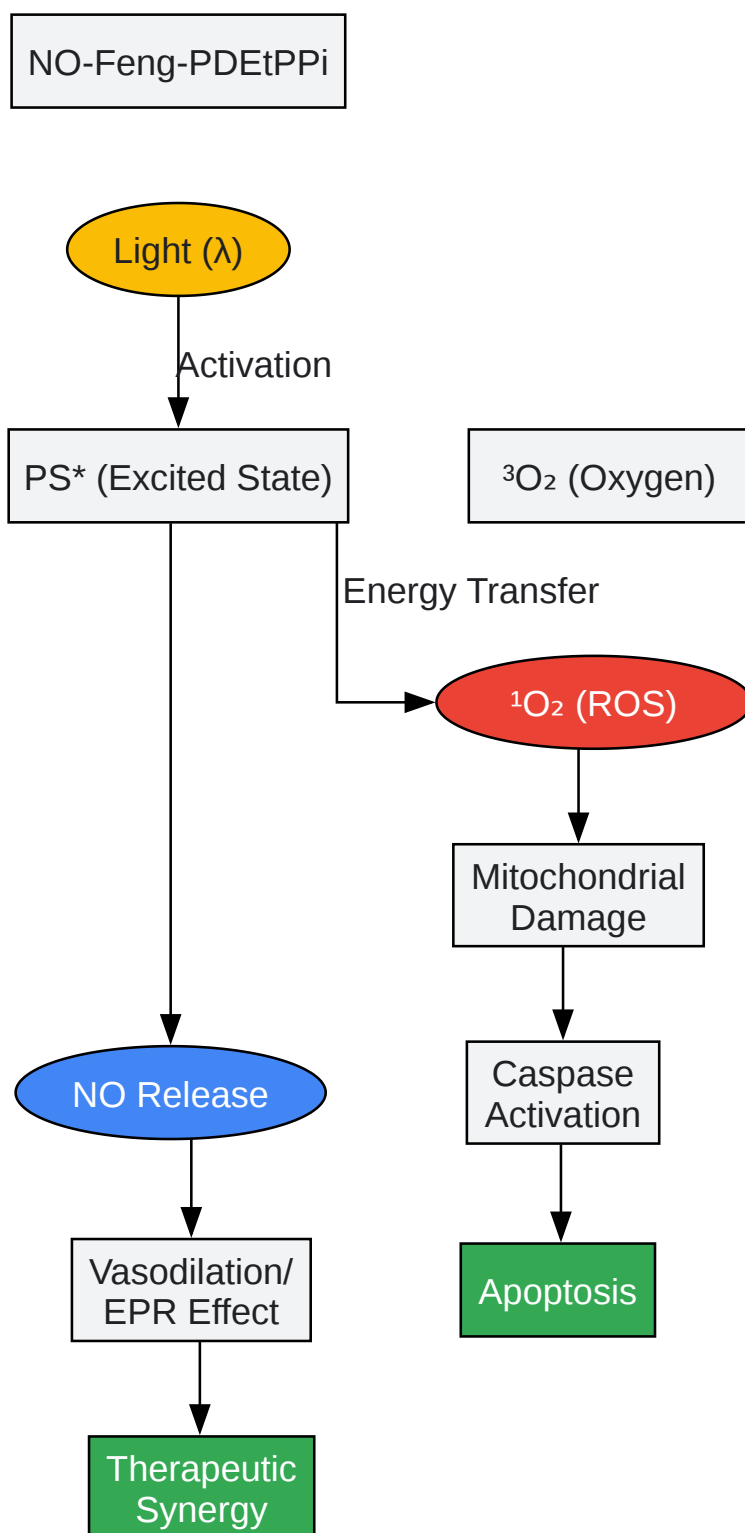 NO-Feng-PDEtPPi
Light (λ)
Activation
PS* (Excited State)
³O₂ (Oxygen)
Energy Transfer
¹O₂ (ROS)
Mitochondrial
Damage
Caspase
Activation
NO Release
Vasodilation/
EPR Effect
Apoptosis
Therapeutic
Synergy